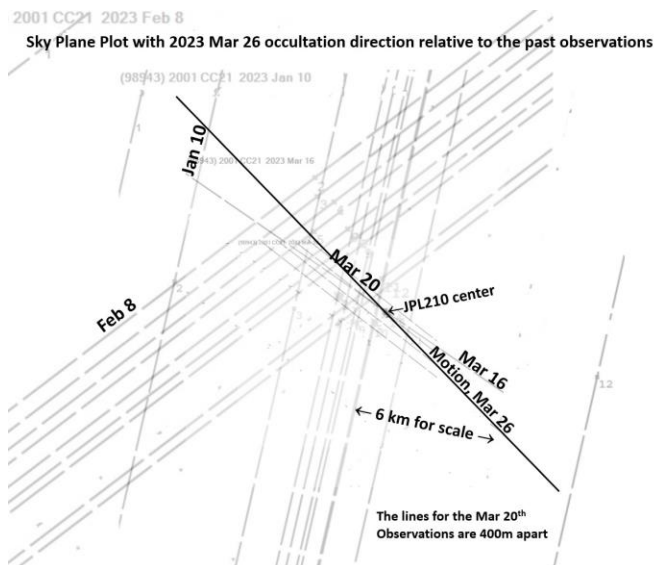 2001 CC21 2023 Feb 8
Sky Plane Plot with 2023 Mar 26 occultation direction relative to the past observations
(98943) 2001 CC21 2023 Jan 10
1
Jan 10
943) 2001 CC21 2023 Mar 16
2
Mar 20
Feb 8
←JPL210 center
Mar 16
Motion, Mar 26
12
← 6 km for scale →
The lines for the Mar 20th
Observations are 400m apart